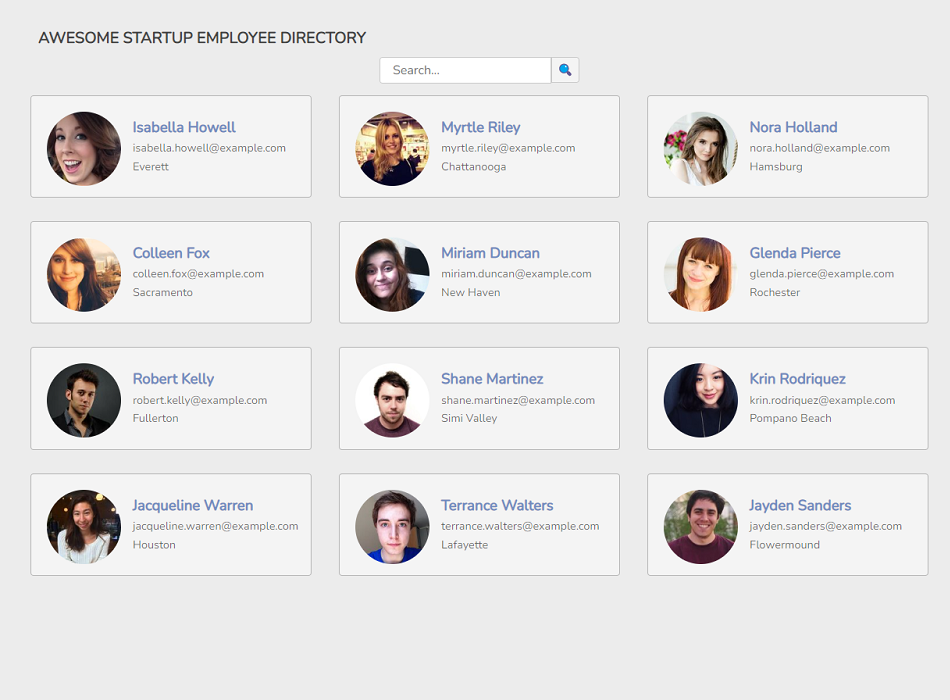 AWESOME STARTUP EMPLOYEE DIRECTORY
Search...
Isabella Howell
isabella.howell@example.com
Everett
Myrtle Riley
myrtle.riley@example.com
Chattanooga
Nora Holland
nora.holland@example.com
Hamsburg
Colleen Fox
colleen.fox@example.com
Sacramento
Miriam Duncan
miriam.duncan@example.com
New Haven
Glenda Pierce
glenda.pierce@example.com
Rochester
Robert Kelly
robert.kelly@example.com
Fullerton
Shane Martinez
shane.martinez@example.com
Simi Valley
Krin Rodriquez
krin.rodriquez@example.com
Pompano Beach
Jacqueline Warren
jacqueline.warren@example.com
Houston
Terrance Walters
terrance.walters@example.com
Lafayette
Jayden Sanders
jayden.sanders@example.com
Flowermound